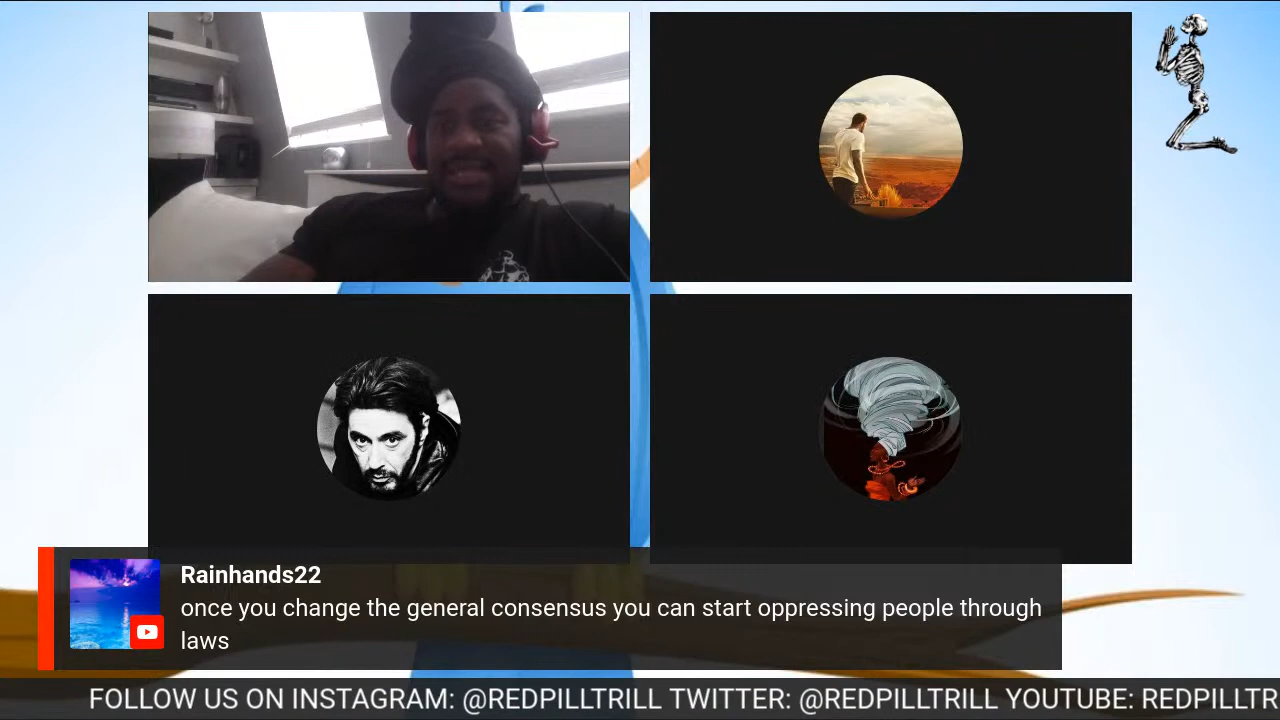 Rainhands22
once you change the general consensus you can start oppressing people through
laws
FOLLOW US ON INSTAGRAM: @REDPILLTRILL TWITTER: @REDPILLTRILL YOUTUBE: REDPILLTR